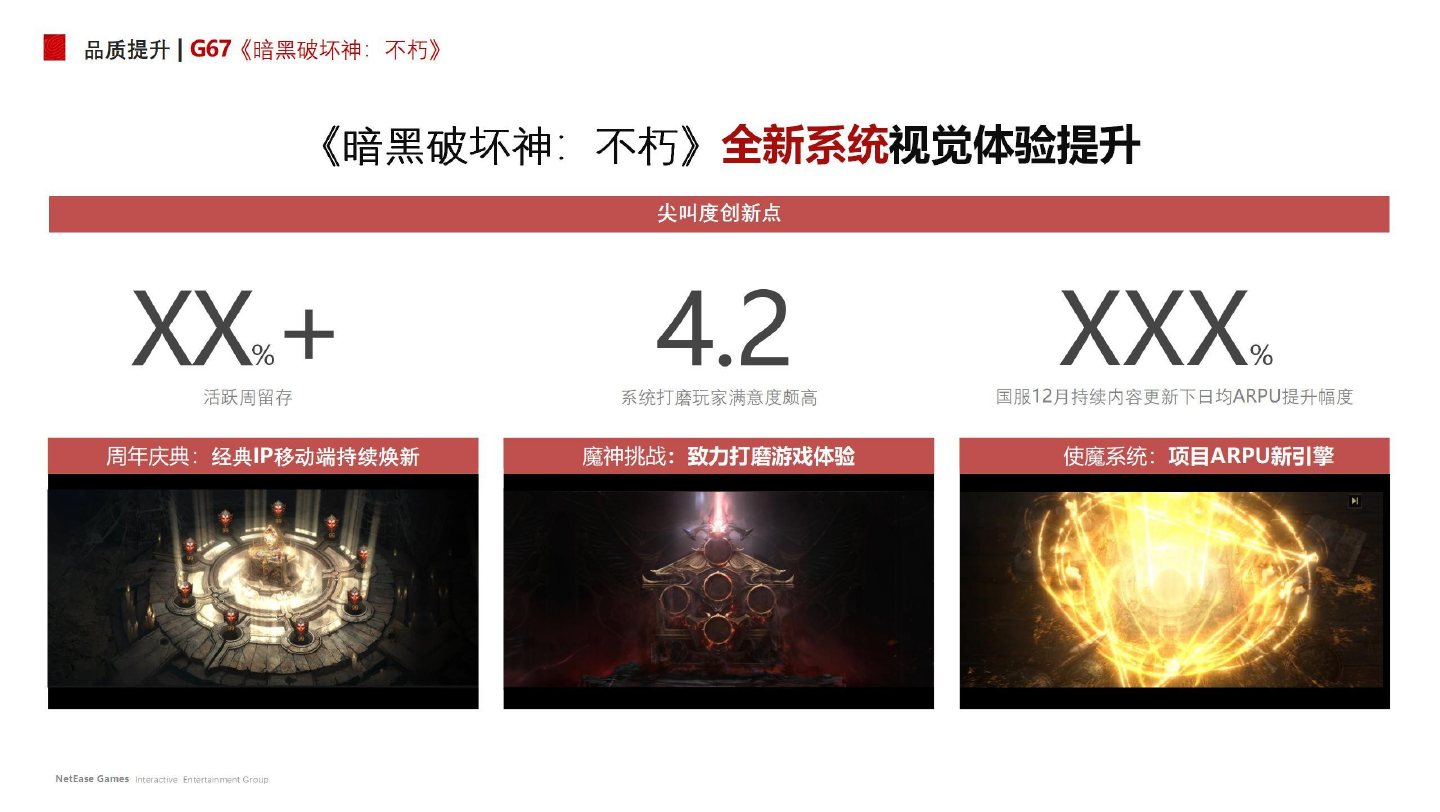 品质提升 | G67《暗黑破坏神：不朽》
《暗黑破坏神：不朽》全新系统视觉体验提升
尖叫度创新点
XX%+
4.2
XXX%
活跃周留存
系统打磨玩家满意度颇高
国服12月持续内容更新下日均ARPU提升幅度
周年庆典：经典IP移动端持续焕新
魔神挑战：致力打磨游戏体验
使魔系统：项目ARPU新引擎
NetEase Games Interactive Entertainment Group